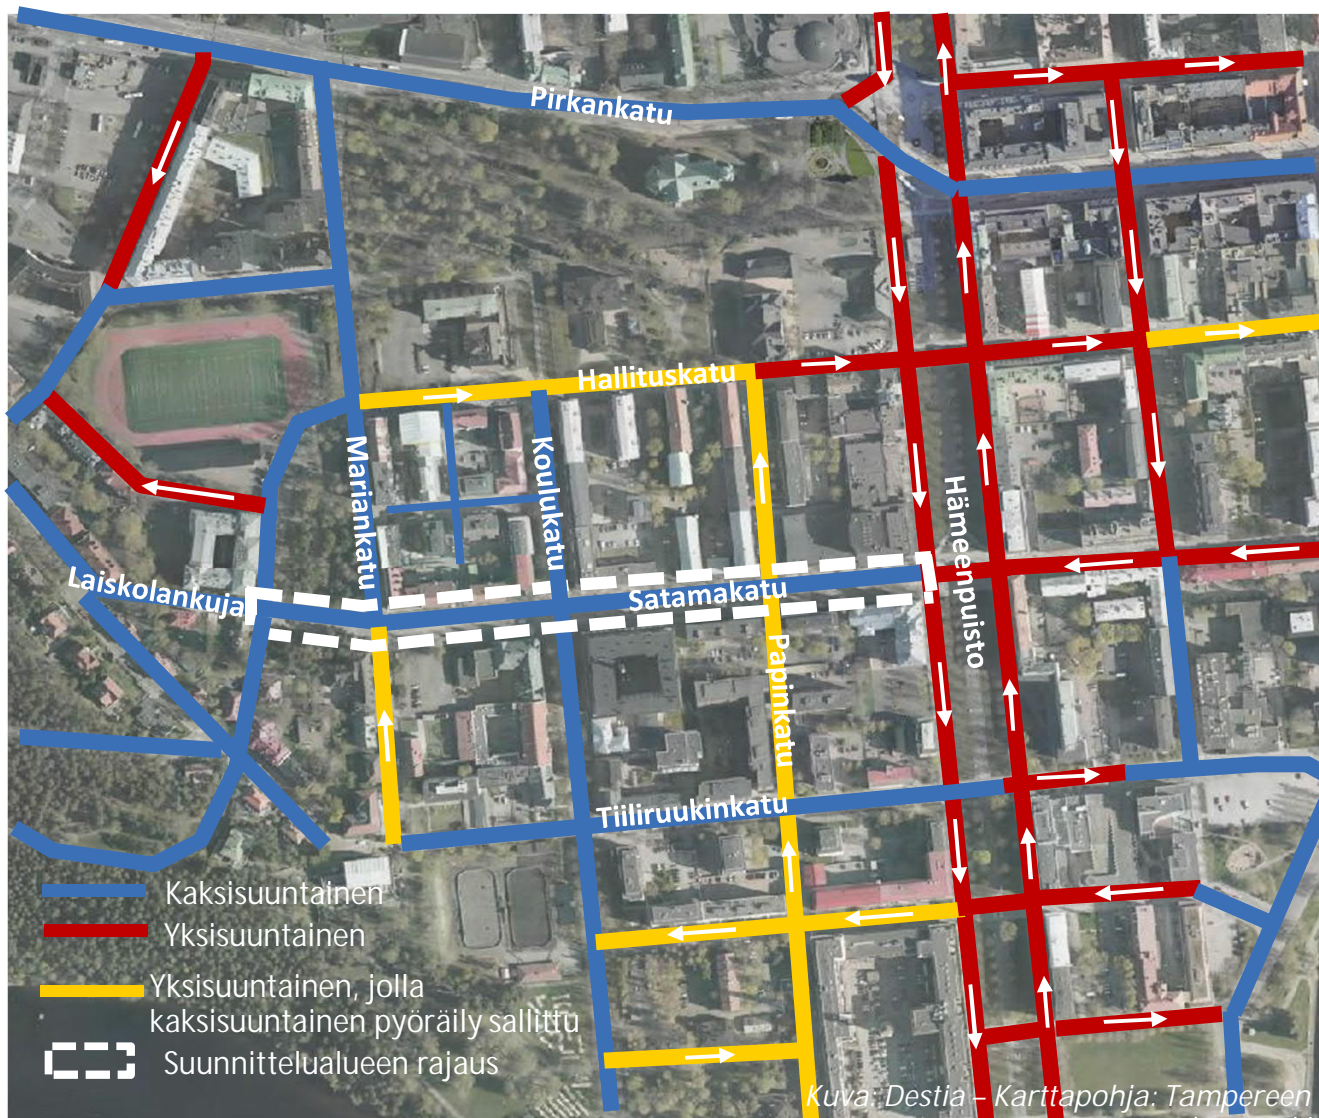 Pirkankatu
Hallituskatu
Mariankatu
Koulukatu
Hämeenpuisto
Laiskolankuja
Satamakatu
Papinkatu
Tiiliruukinkatu
Kaksisuuntainen
Yksisuuntainen
Yksisuuntainen, jolla
kaksisuuntainen pyöräily sallittu
Suunnittelualueen rajaus
Kuva: Destia – Karttapohja: Tampereen